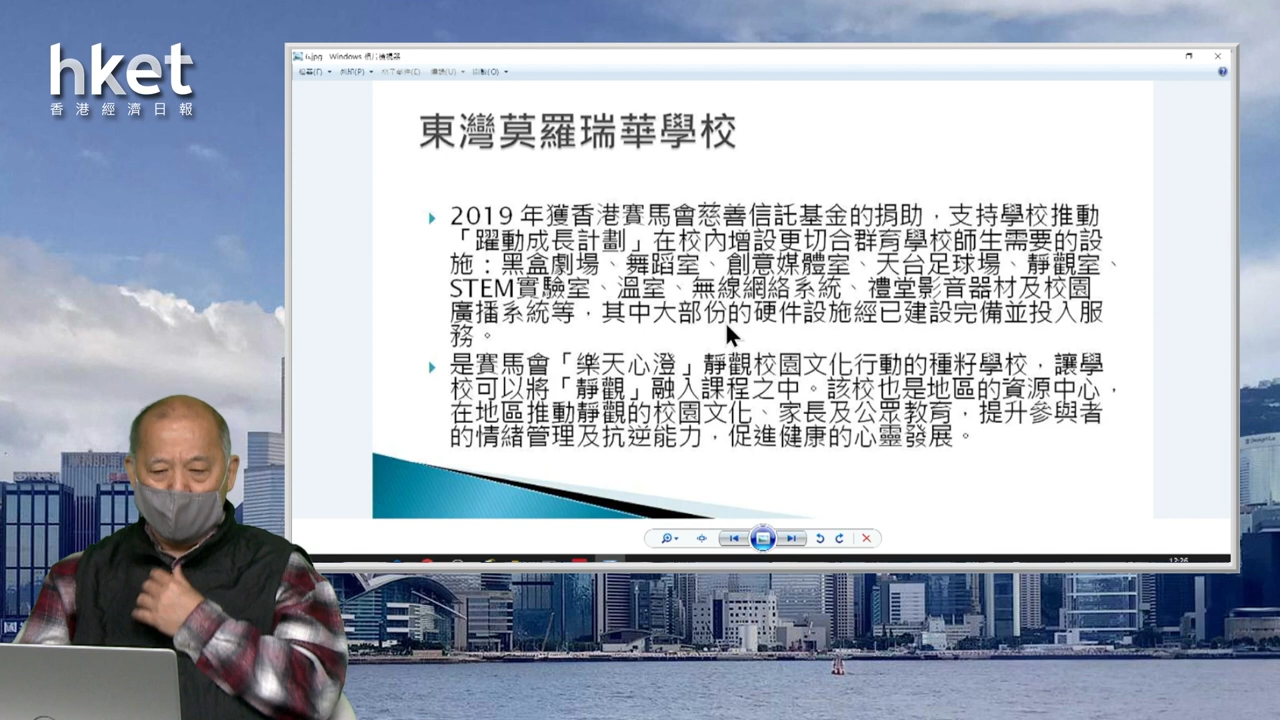 hket
香港經濟日報
6.jpg - Windows 相片檢視器
東灣莫羅瑞華學校
2019 年獲香港賽馬會慈善信託基金的捐助，支持學校推動
「躍動成長計劃」在校內增設更切合群育學校師生需要的設
施：黑盒劇場、舞蹈室、創意媒體室、天台足球場、靜觀室、
STEM實驗室、溫室、無線網絡系統、禮堂影音器材及校園
廣播系統等，其中大部份的硬件設施經已建設完備並投入服
務。
是賽馬會「樂天心澄」靜觀校園文化行動的種籽學校，讓學
校可以將「靜觀」融入課程之中。該校也是地區的資源中心，
在地區推動靜觀的校園文化、家長及公眾教育，提升參與者
的情緒管理及抗逆能力，促進健康的心靈發展。